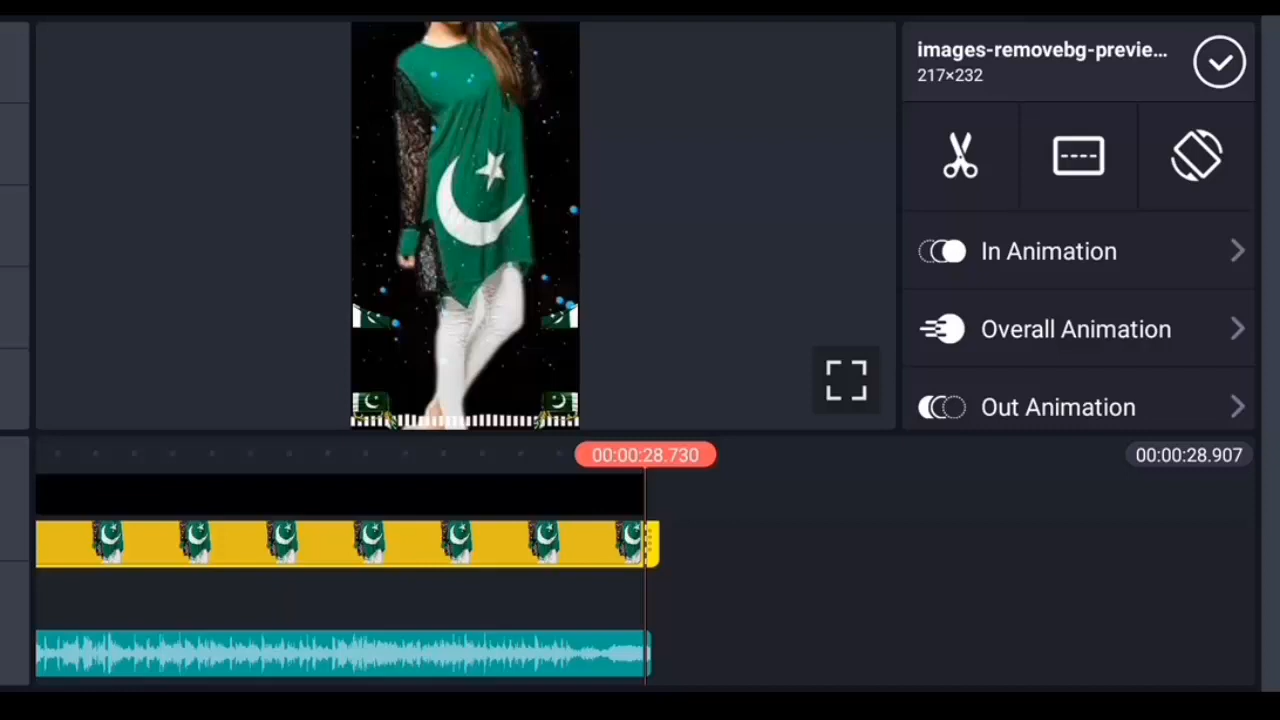 images-removebg-previe...
217×232
In Animation
Overall Animation
Out Animation
00:00:28.730
00:00:28.907